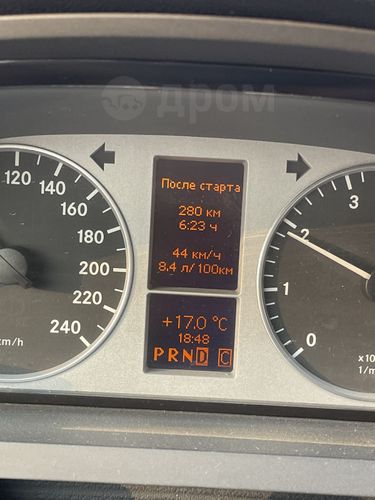 дром
После старта
280 км
6:23 ч
44 км/ч
8.4 л/100км
+17.0 °C
18:48
P R N D C
120 140 160 180 200 220 240
km/h
3 2 1 0
x10
1/m